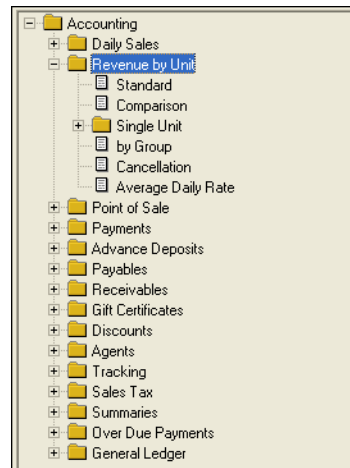 Accounting
Daily Sales
Revenue by Unit
Standard
Comparison
Single Unit
by Group
Cancellation
Average Daily Rate
Point of Sale
Payments
Advance Deposits
Payables
Receivables
Gift Certificates
Discounts
Agents
Tracking
Sales Tax
Summaries
Over Due Payments
General Ledger